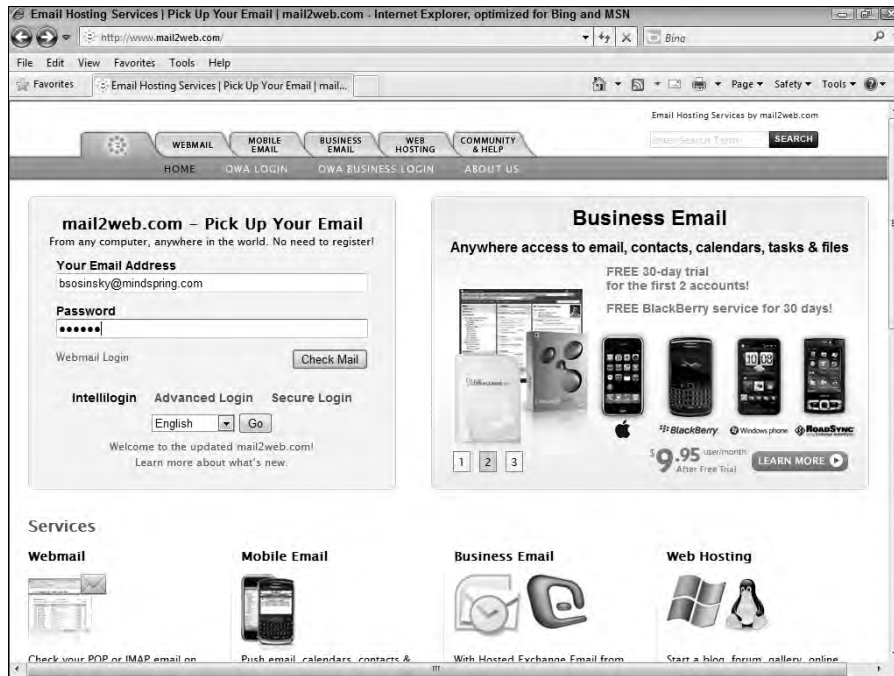 Email Hosting Services | Pick Up Your Email | mail2web.com - Internet Explorer, optimized for Bing and MSN
http://www.mail2web.com/
Bing
File Edit View Favorites Tools Help
Favorites
Email Hosting Services | Pick Up Your Email | mail...
Page Safety Tools
Email Hosting Services by mail2web.com
WEBMAIL
MOBILE EMAIL
BUSINESS EMAIL
WEB HOSTING
COMMUNITY & HELP
Enter Search Term
SEARCH
HOME OWA LOGIN OWA BUSINESS LOGIN ABOUT US
mail2web.com – Pick Up Your Email
From any computer, anywhere in the world. No need to register!
Your Email Address
bsosinsky@mindspring.com
Password
••••••
Webmail Login
Check Mail
Intellilogin Advanced Login Secure Login
English Go
Welcome to the updated mail2web.com!
Learn more about what's new.
Business Email
Anywhere access to email, contacts, calendars, tasks & files
FREE 30-day trial
for the first 2 accounts!
FREE BlackBerry service for 30 days!
10 08
BlackBerry Windows phone ROADSYNC
1 2 3
$9.95 user/month
After Free Trial
LEARN MORE
Services
Webmail Mobile Email Business Email Web Hosting
Check your POP or IMAP email on
Push email, calendars, contacts &
With Hosted Exchange Email from
Start a blog, forum, gallery, online